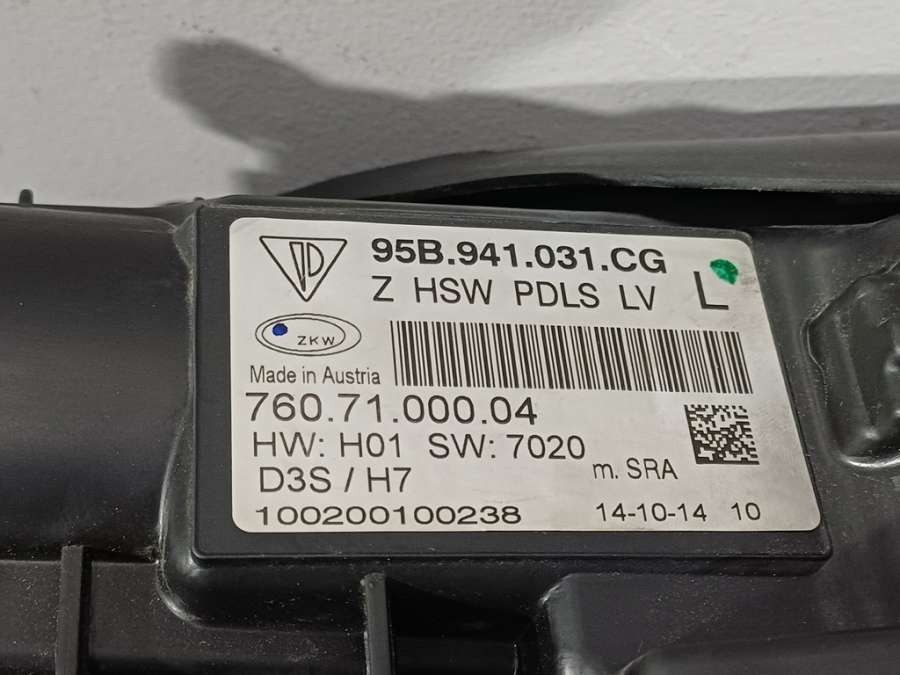 95B.941.031.CG
Z HSW PDLS LV L
ZKW
Made in Austria
760.71.000.04
HW: H01 SW: 7020
m. SRA
D3S / H7
100200100238 14-10-14 10